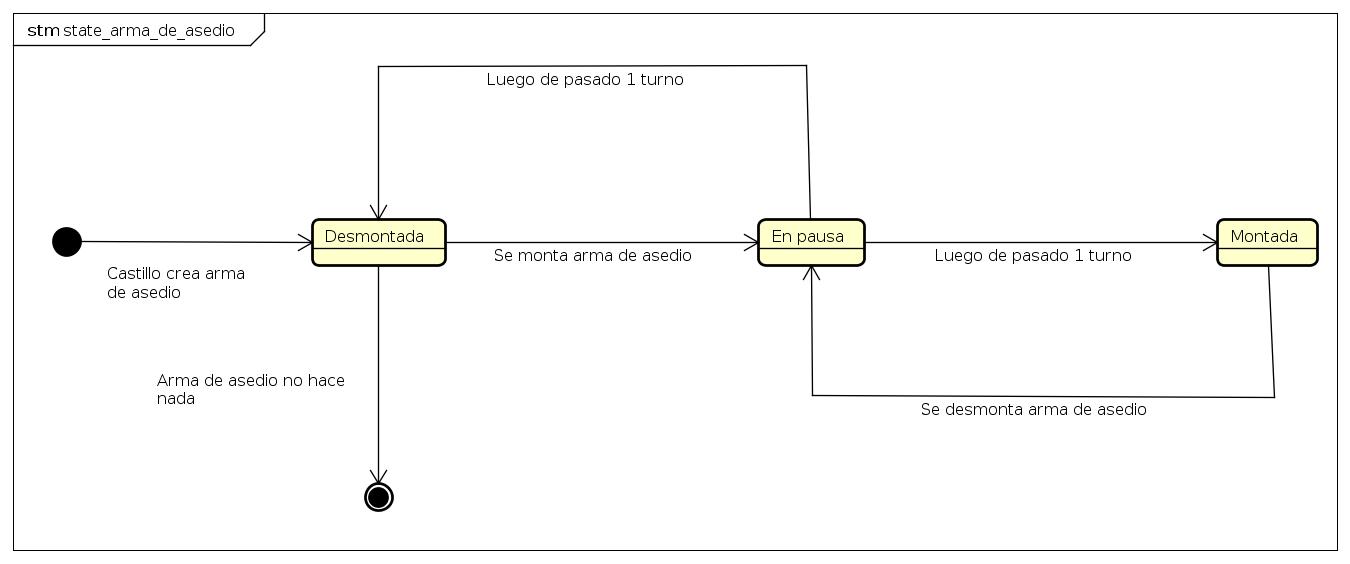 stm state_arma_de_asedio
Luego de pasado 1 turno
Desmontada
En pausa
Montada
Se monta arma de asedio
Luego de pasado 1 turno
Castillo crea arma
de asedio
Arma de asedio no hace
nada
Se desmonta arma de asedio